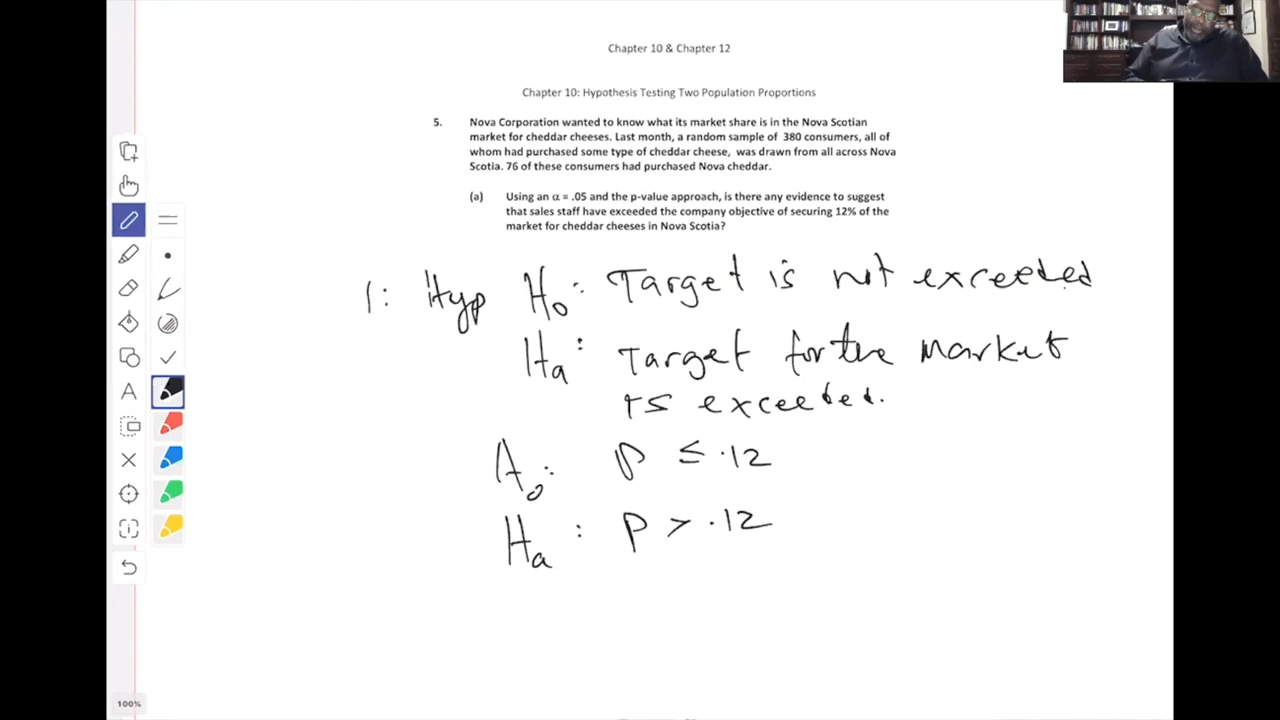 Chapter 10 & Chapter 12
Chapter 10: Hypothesis Testing Two Population Proportions
5. Nova Corporation wanted to know what its market share is in the Nova Scotian
market for cheddar cheeses. Last month, a random sample of 380 consumers, all of
whom had purchased some type of cheddar cheese, was drawn from all across Nova
Scotia. 76 of these consumers had purchased Nova cheddar.
(a) Using an α = .05 and the p-value approach, is there any evidence to suggest
that sales staff have exceeded the company objective of securing 12% of the
market for cheddar cheeses in Nova Scotia?
1: Hyp H₀: Target is not exceeded
Hₐ: Target for the market
is exceeded.
H₀: P ≤ .12
Hₐ: P > .12
A
100%